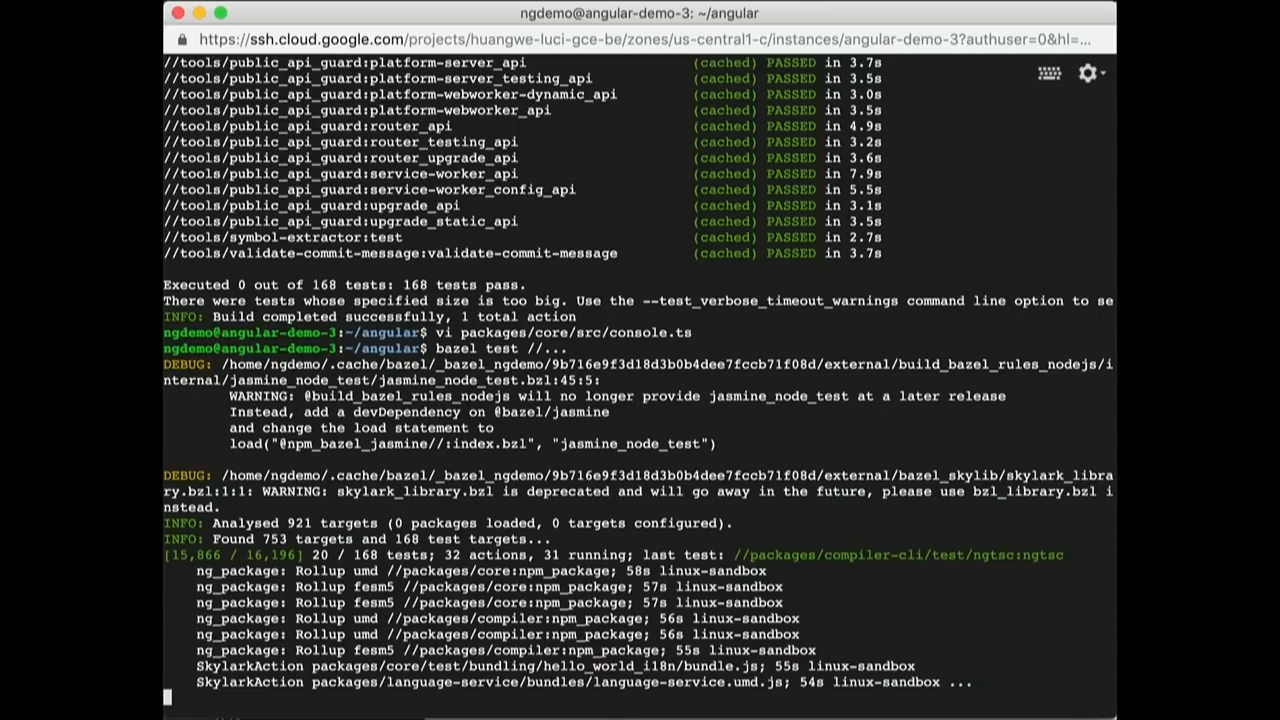 ngdemo@angular-demo-3: ~/angular
https://ssh.cloud.google.com/projects/huangwe-luci-gce-be/zones/us-central1-c/instances/angular-demo-3?authuser=0&hl=...
//tools/public_api_guard:platform-server_api (cached) PASSED in 3.7s
//tools/public_api_guard:platform-server_testing_api (cached) PASSED in 3.5s
//tools/public_api_guard:platform-webworker-dynamic_api (cached) PASSED in 3.0s
//tools/public_api_guard:platform-webworker_api (cached) PASSED in 3.5s
//tools/public_api_guard:router_api (cached) PASSED in 4.9s
//tools/public_api_guard:router_testing_api (cached) PASSED in 3.2s
//tools/public_api_guard:router_upgrade_api (cached) PASSED in 3.6s
//tools/public_api_guard:service-worker_api (cached) PASSED in 7.9s
//tools/public_api_guard:service-worker_config_api (cached) PASSED in 5.5s
//tools/public_api_guard:upgrade_api (cached) PASSED in 3.1s
//tools/public_api_guard:upgrade_static_api (cached) PASSED in 3.5s
//tools/symbol-extractor:test (cached) PASSED in 2.7s
//tools/validate-commit-message:validate-commit-message (cached) PASSED in 3.7s
Executed 0 out of 168 tests: 168 tests pass.
There were tests whose specified size is too big. Use the --test_verbose_timeout_warnings command line option to se
INFO: Build completed successfully, 1 total action
ngdemo@angular-demo-3:~/angular$ vi packages/core/src/console.ts
ngdemo@angular-demo-3:~/angular$ bazel test //...
DEBUG: /home/ngdemo/.cache/bazel/_bazel_ngdemo/9b716e9f3d18d3b0b4dee7fccb71f08d/external/build_bazel_rules_nodejs/i
nternal/jasmine_node_test/jasmine_node_test.bzl:45:5:
WARNING: @build_bazel_rules_nodejs will no longer provide jasmine_node_test at a later release
Instead, add a devDependency on @bazel/jasmine
and change the load statement to
load("@npm_bazel_jasmine//:index.bzl", "jasmine_node_test")
DEBUG: /home/ngdemo/.cache/bazel/_bazel_ngdemo/9b716e9f3d18d3b0b4dee7fccb71f08d/external/bazel_skylib/skylark_libra
ry.bzl:1:1: WARNING: skylark_library.bzl is deprecated and will go away in the future, please use bzl_library.bzl i
nstead.
INFO: Analysed 921 targets (0 packages loaded, 0 targets configured).
INFO: Found 753 targets and 168 test targets...
[15,866 / 16,196] 20 / 168 tests; 32 actions, 31 running; last test: //packages/compiler-cli/test/ngtsc:ngtsc
ng_package: Rollup umd //packages/core:npm_package; 58s linux-sandbox
ng_package: Rollup fesm5 //packages/core:npm_package; 57s linux-sandbox
ng_package: Rollup fesm5 //packages/core:npm_package; 57s linux-sandbox
ng_package: Rollup umd //packages/compiler:npm_package; 56s linux-sandbox
ng_package: Rollup umd //packages/compiler:npm_package; 56s linux-sandbox
ng_package: Rollup fesm5 //packages/compiler:npm_package; 55s linux-sandbox
SkylarkAction packages/core/test/bundling/hello_world_i18n/bundle.js; 55s linux-sandbox
SkylarkAction packages/language-service/bundles/language-service.umd.js; 54s linux-sandbox ...